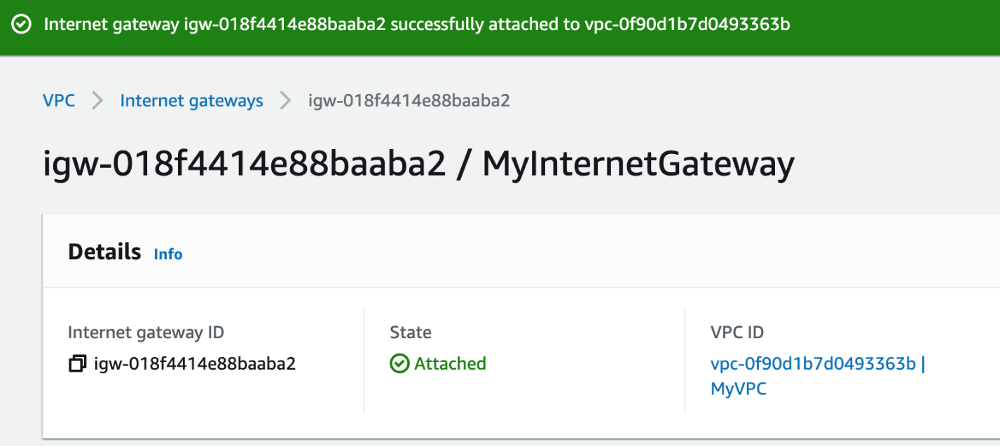 Internet gateway igw-018f4414e88baaba2 successfully attached to vpc-0f90d1b7d0493363b
VPC > Internet gateways > igw-018f4414e88baaba2
igw-018f4414e88baaba2 / MyInternetGateway
Details Info
Internet gateway ID
igw-018f4414e88baaba2
State
Attached
VPC ID
vpc-0f90d1b7d0493363b |
MyVPC